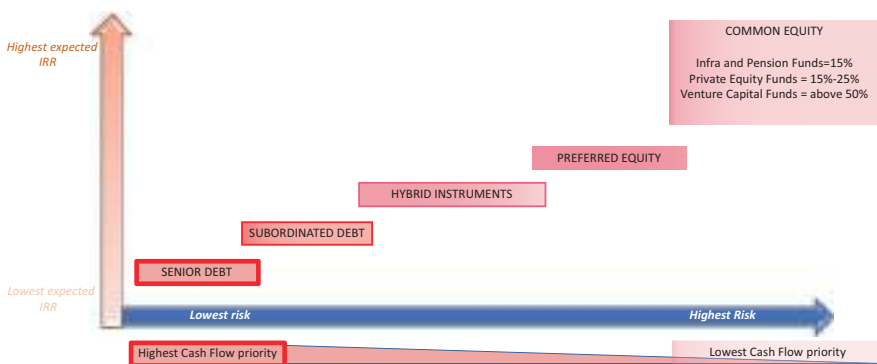 Highest expected
IRR
COMMON EQUITY
Infra and Pension Funds=15%
Private Equity Funds = 15%-25%
Venture Capital Funds = above 50%
PREFERRED EQUITY
HYBRID INSTRUMENTS
SUBORDINATED DEBT
SENIOR DEBT
Lowest expected
IRR
Lowest risk
Highest Risk
Highest Cash Flow priority
Lowest Cash Flow priority